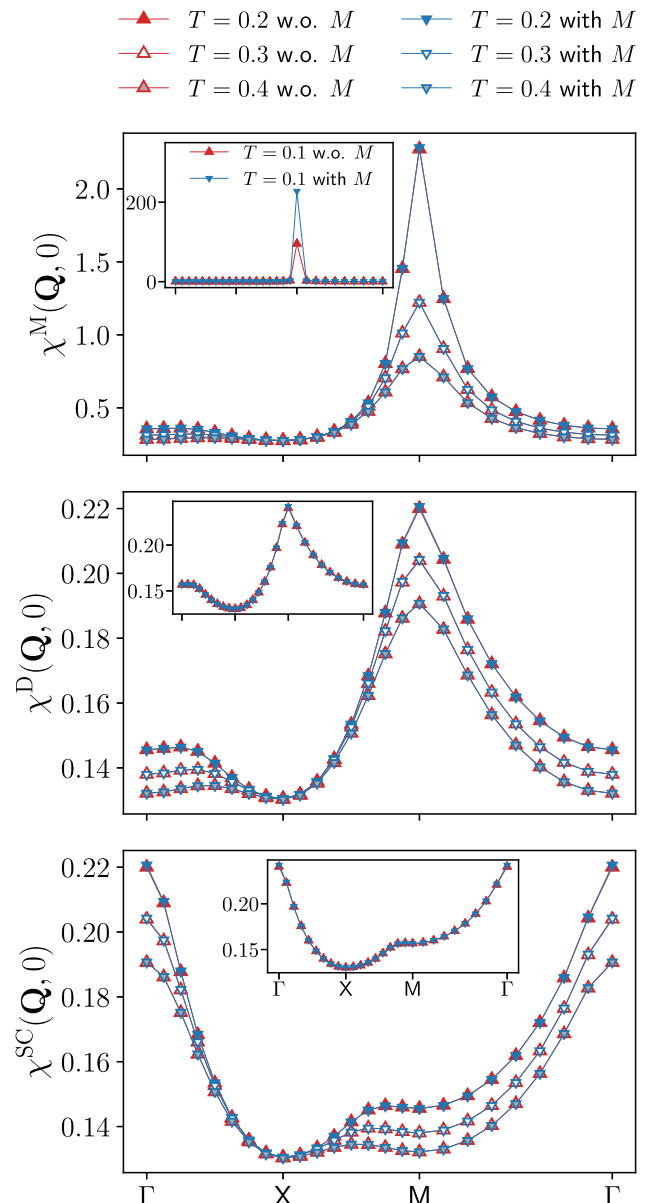 T = 0.2 w.o. M
T = 0.2 with M
T = 0.3 w.o. M
T = 0.3 with M
T = 0.4 w.o. M
T = 0.4 with M
T = 0.1 w.o. M
T = 0.1 with M
200
0
2.0
1.5
1.0
0.5
χ^M(Q, 0)
0.20
0.15
0.22
0.20
0.18
0.16
0.14
χ^D(Q, 0)
0.20
0.15
Γ X M Γ
0.22
0.20
0.18
0.16
0.14
χ^SC(Q, 0)
Γ X M Γ